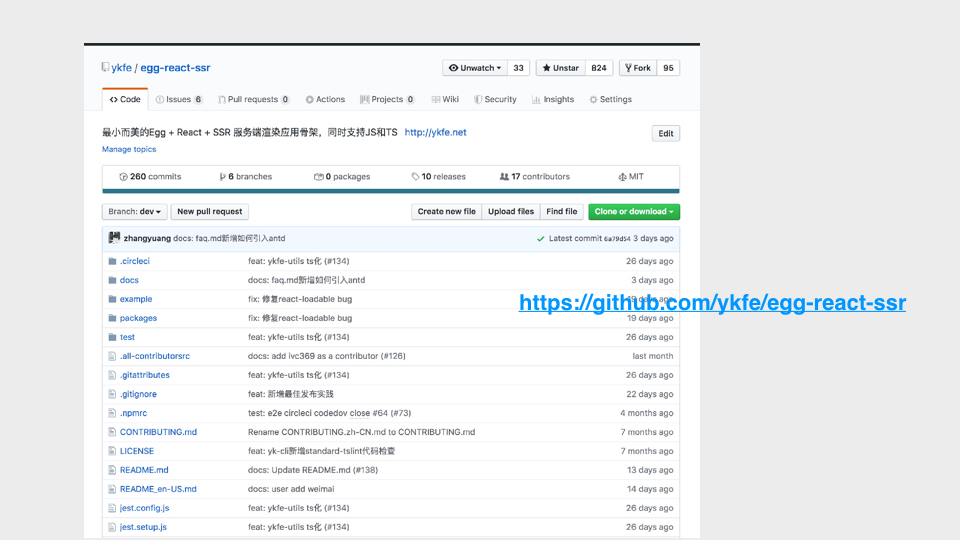 ykfe / egg-react-ssr
Unwatch 33 Unstar 824 Fork 95
Code Issues 6 Pull requests 0 Actions Projects 0 Wiki Security Insights Settings
最小而美的Egg + React + SSR 服务端渲染应用骨架，同时支持JS和TS http://ykfe.net Edit
Manage topics
260 commits 6 branches 0 packages 10 releases 17 contributors MIT
Branch: dev New pull request Create new file Upload files Find file Clone or download
zhangyuang docs: faq.md新增如何引入antd Latest commit 6a79d54 3 days ago
.circleci feat: ykfe-utils ts化 (#134) 26 days ago
docs docs: faq.md新增如何引入antd 3 days ago
example fix: 修复react-loadable bug
https://github.com/ykfe/egg-react-ssr
packages fix: 修复react-loadable bug 19 days ago
test feat: ykfe-utils ts化 (#134) 26 days ago
.all-contributorsrc docs: add ivc369 as a contributor (#126) last month
.gitattributes feat: ykfe-utils ts化 (#134) 26 days ago
.gitignore feat: 新增最佳发布实践 22 days ago
.npmrc test: e2e circleci codedov close #64 (#73) 4 months ago
CONTRIBUTING.md Rename CONTRIBUTING.zh-CN.md to CONTRIBUTING.md 7 months ago
LICENSE feat: yk-cli新增standard-tslint代码检查 7 months ago
README.md docs: Update README.md (#138) 13 days ago
README_en-US.md docs: user add weimai 14 days ago
jest.config.js feat: ykfe-utils ts化 (#134) 26 days ago
jest.setup.js feat: ykfe-utils ts化 (#134) 26 days ago